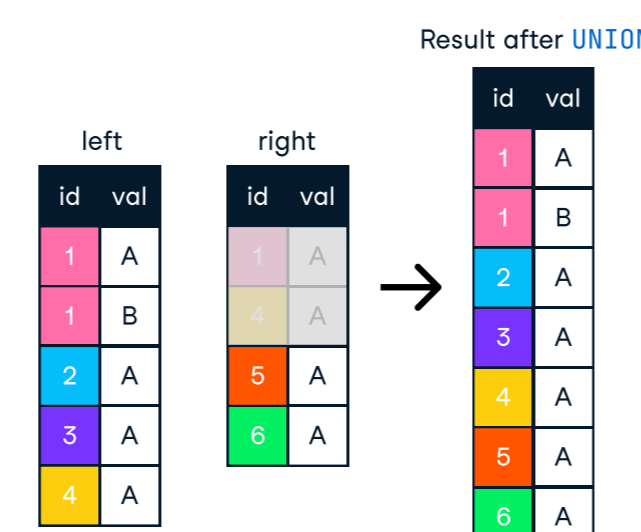 Result after UNION
left
id val
1 A
1 B
2 A
3 A
4 A
right
id val
1 A
4 A
5 A
6 A
id val
1 A
1 B
2 A
3 A
4 A
5 A
6 A